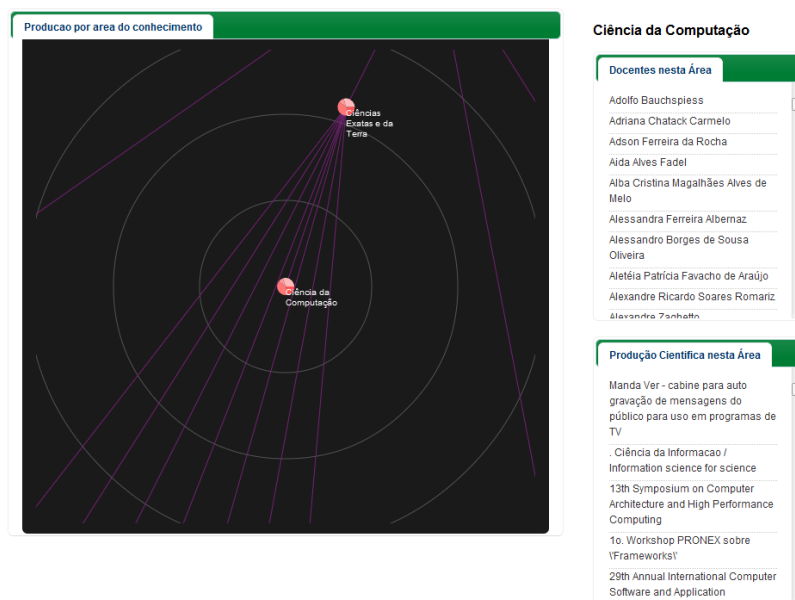 Producao por area do conhecimento
Ciências
Exatas e da
Terra
Ciência da
Computação
Ciência da Computação
Docentes nesta Área
Adolfo Bauchspiess
Adriana Chatack Carmelo
Adson Ferreira da Rocha
Aida Alves Fadel
Alba Cristina Magalhães Alves de
Melo
Alessandra Ferreira Albernaz
Alessandro Borges de Sousa
Oliveira
Aletéia Patrícia Favacho de Araújo
Alexandre Ricardo Soares Romariz
Alexandre Zaghetto
Produção Cientifica nesta Área
Manda Ver - cabine para auto
gravação de mensagens do
público para uso em programas de
TV
. Ciência da Informacao /
Information science for science
13th Symposium on Computer
Architecture and High Performance
Computing
1o. Workshop PRONEX sobre
\'Frameworks\'
29th Annual International Computer
Software and Application